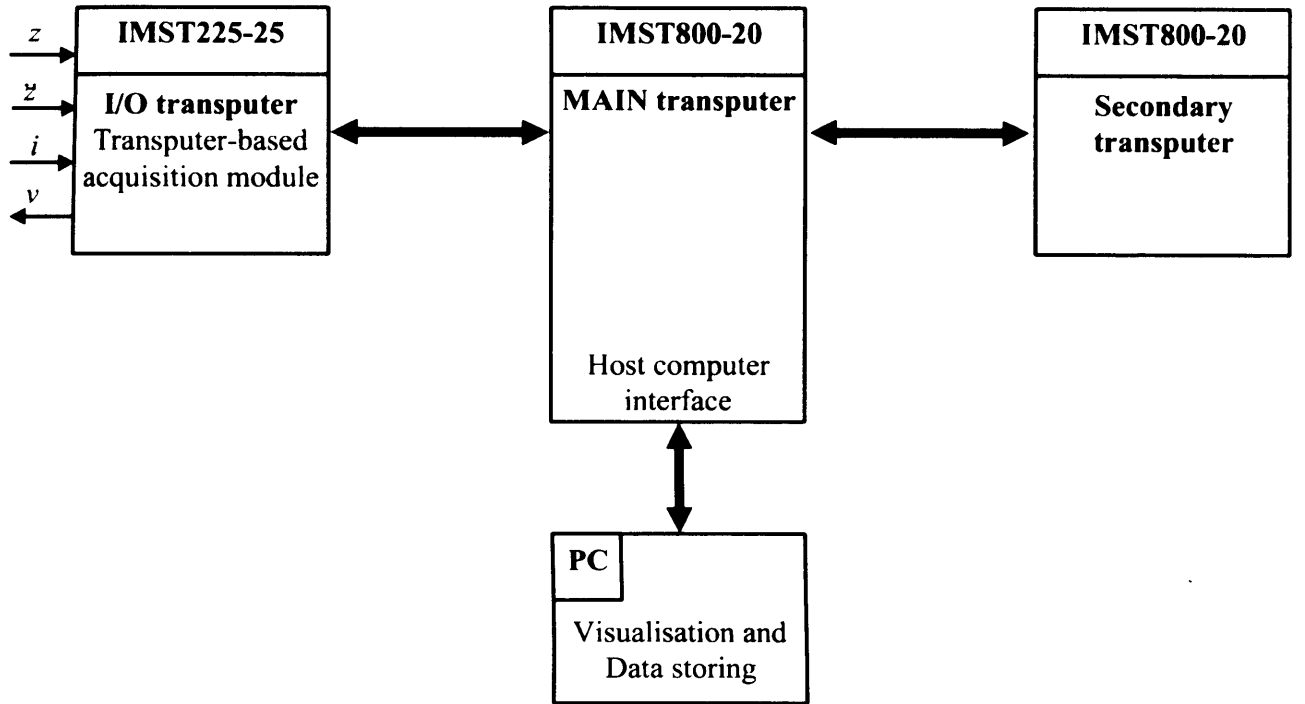 z
z̈
i
v
IMST225-25
I/O transputer
Transputer-based
acquisition module
IMST800-20
MAIN transputer
Host computer
interface
IMST800-20
Secondary
transputer
PC
Visualisation and
Data storing